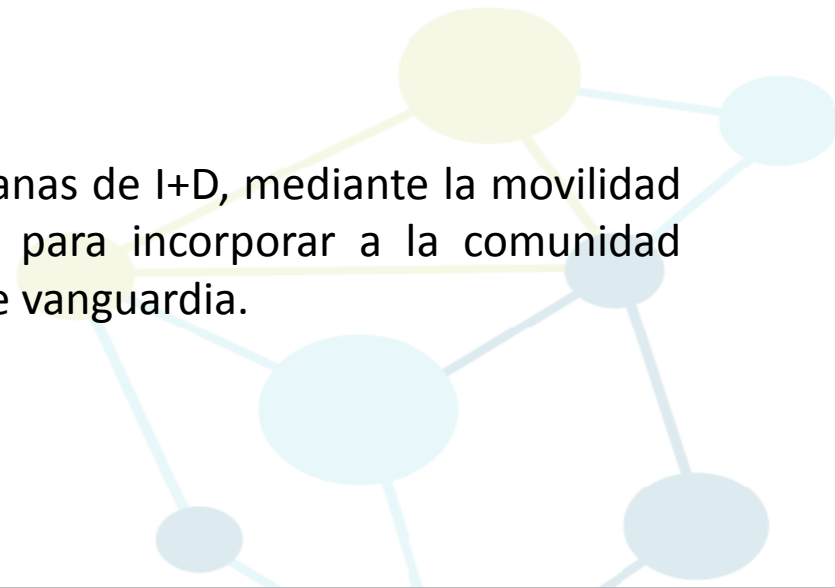 anas de I+D, mediante la movilidad
para incorporar a la comunidad
e vanguardia.